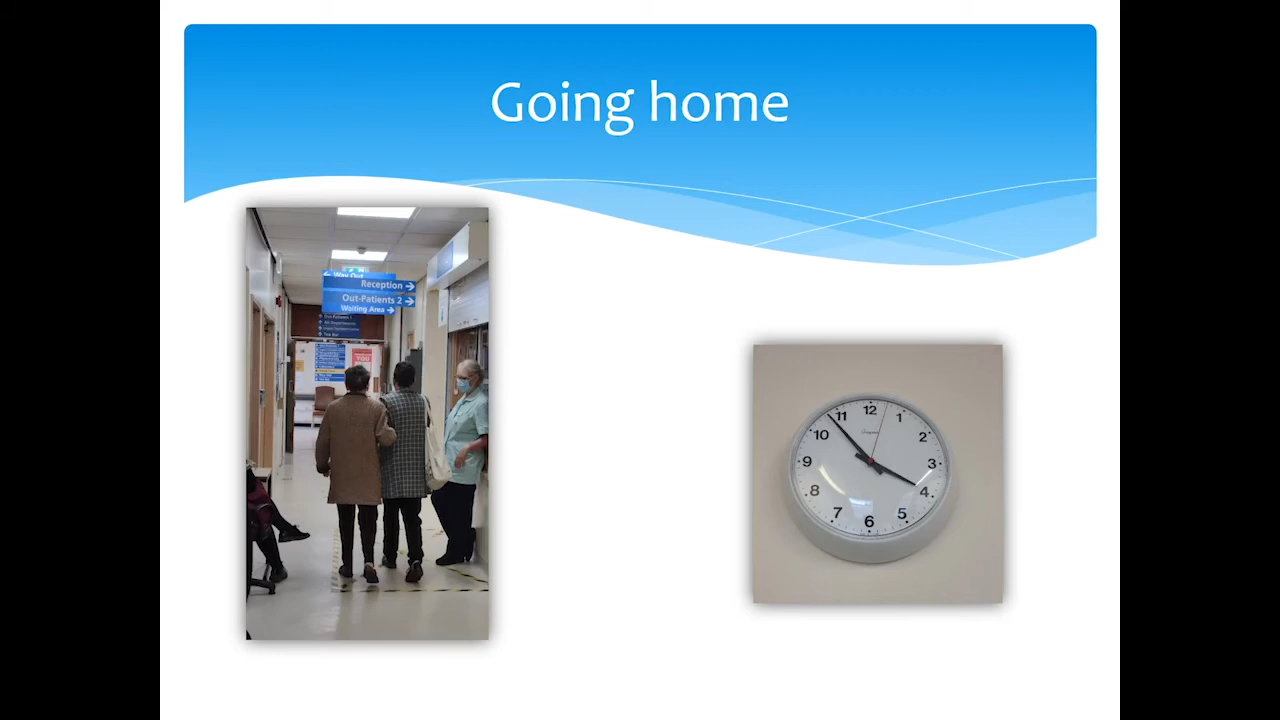 Going home
Way Out
Reception →
Out-Patients 2 →
Waiting Area →
YOU
12
11
1
10
2
9
3
8
4
7
5
6